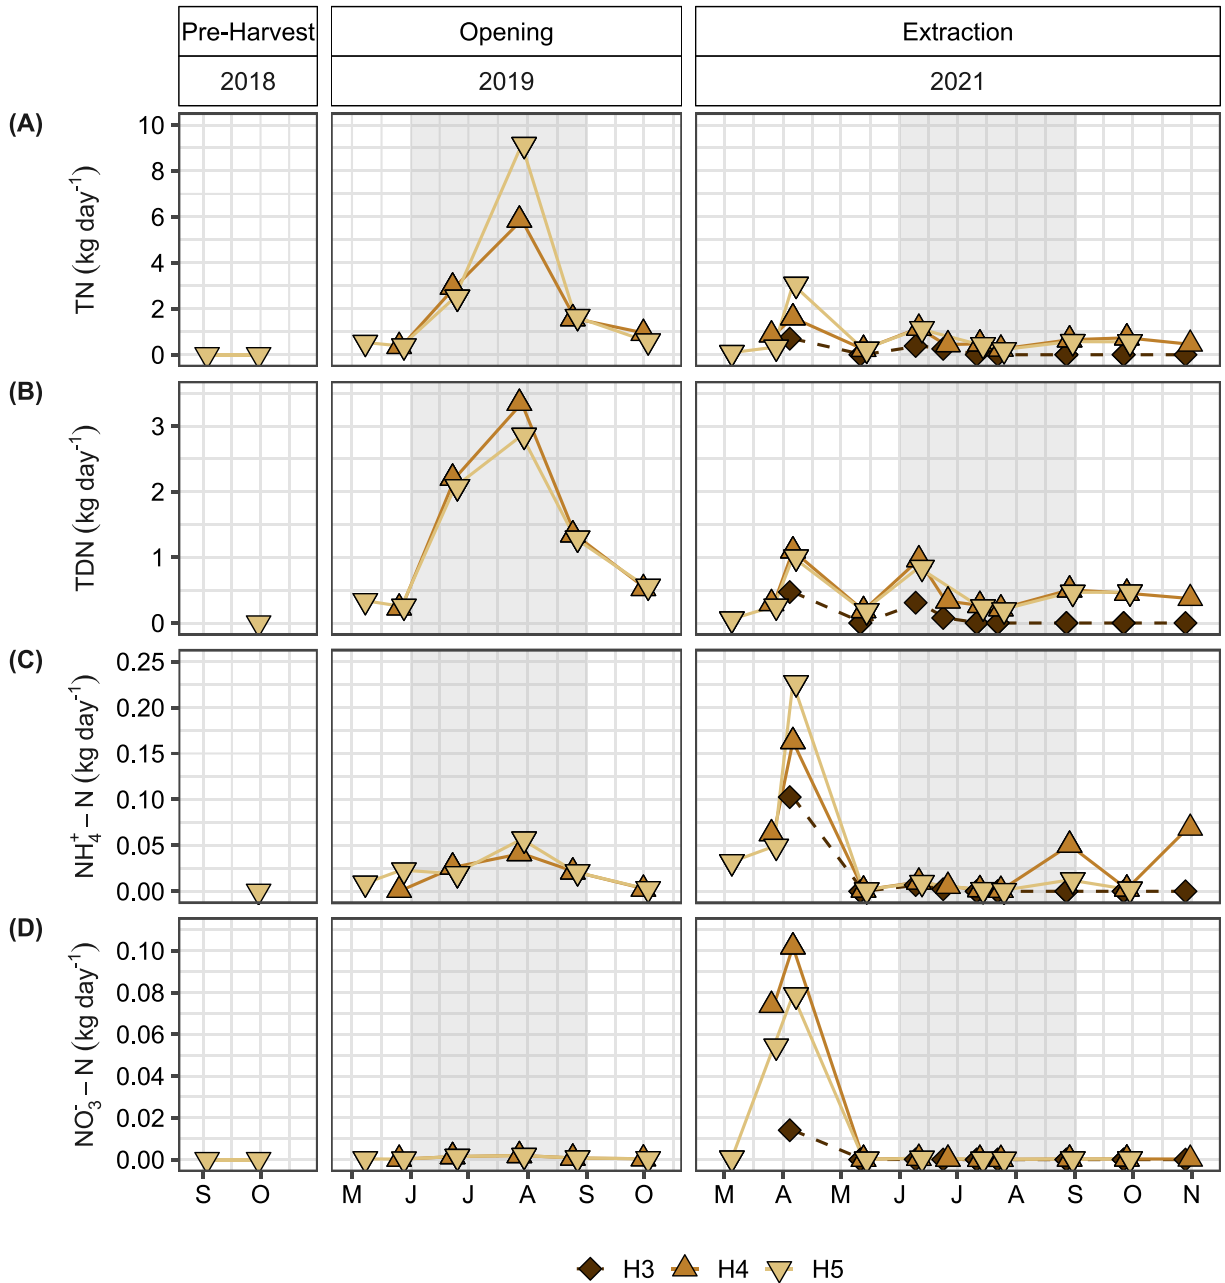 Pre-Harvest Opening Extraction
2018 2019 2021
(A)
TN (kg day⁻¹)
10
8
6
4
2
0
(B)
TDN (kg day⁻¹)
3
2
1
0
(C)
NH₄⁺ – N (kg day⁻¹)
0.25
0.20
0.15
0.10
0.05
0.00
(D)
NO₃⁻ – N (kg day⁻¹)
0.10
0.08
0.06
0.04
0.02
0.00
S O M J J A S O M A M J J A S O N
H3 H4 H5